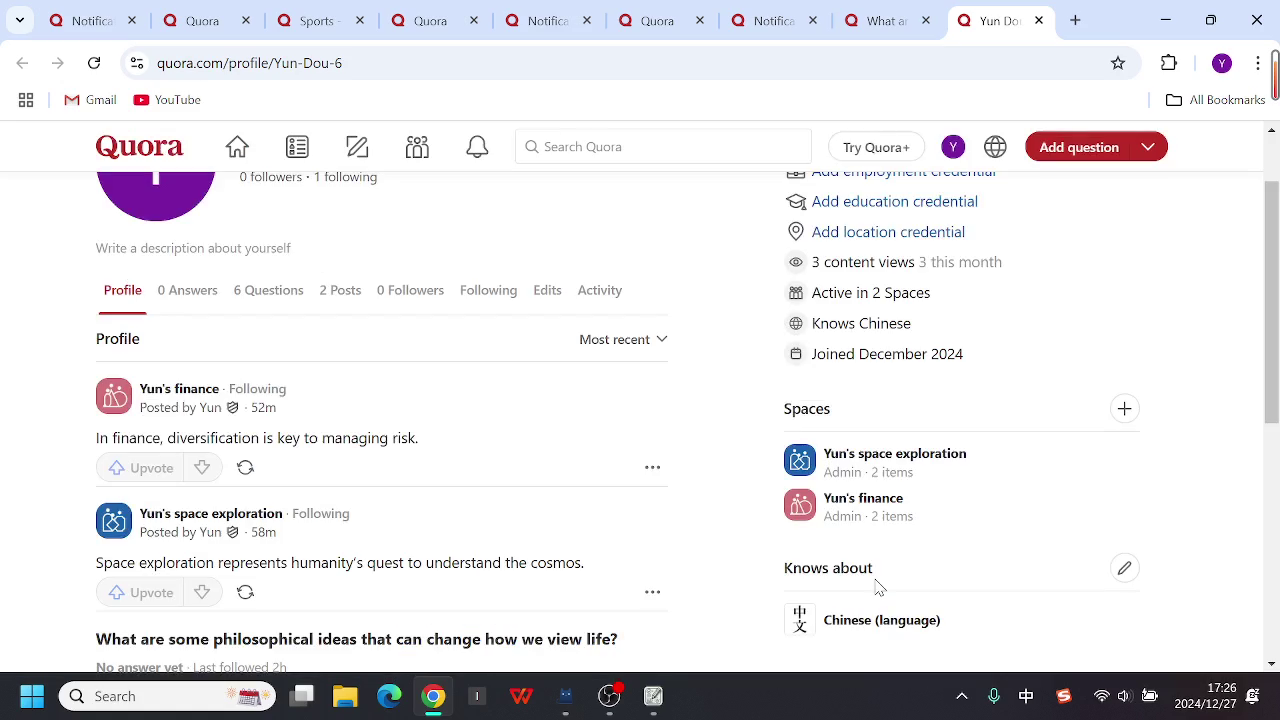 Notifica
Quora
Sports -
Quora
Notifica
Quora
Notifica
What ar
Yun Dou
quora.com/profile/Yun-Dou-6
Y
Gmail
YouTube
All Bookmarks
Quora
Search Quora
Try Quora+
Y
Add question
0 followers · 1 following
Write a description about yourself
Profile
0 Answers
6 Questions
2 Posts
0 Followers
Following
Edits
Activity
Profile
Most recent
Yun's finance · Following
Posted by Yun · 52m
In finance, diversification is key to managing risk.
Upvote
Yun's space exploration · Following
Posted by Yun · 58m
Space exploration represents humanity's quest to understand the cosmos.
Upvote
What are some philosophical ideas that can change how we view life?
No answer yet · Last followed 2h
Add employment credential
Add education credential
Add location credential
3 content views 3 this month
Active in 2 Spaces
Knows Chinese
Joined December 2024
Spaces
Yun's space exploration
Admin · 2 items
Yun's finance
Admin · 2 items
Knows about
中文
Chinese (language)
Search
中
17:26
2024/12/27